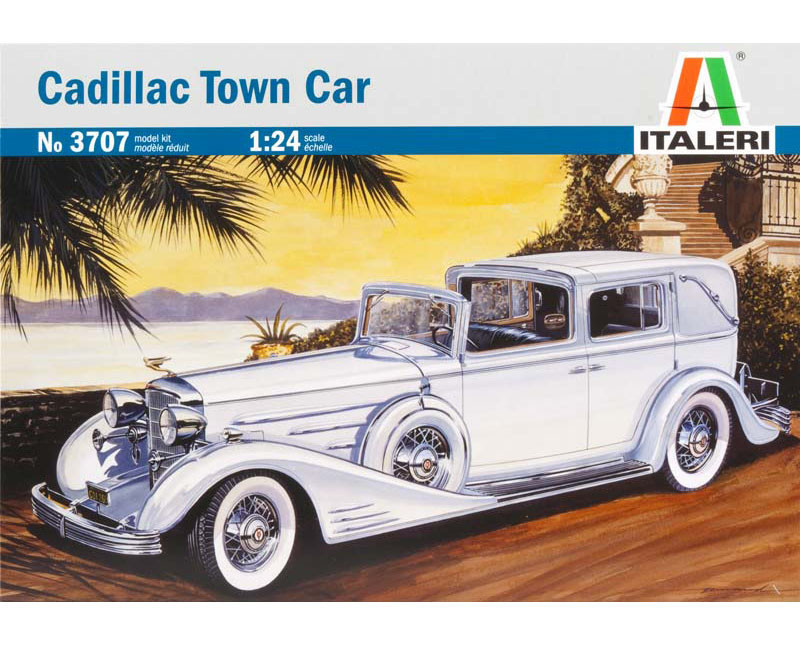 Cadillac Town Car
®
No 3707 model kit
modèle réduit
1:24 scale
échelle
ITALERI